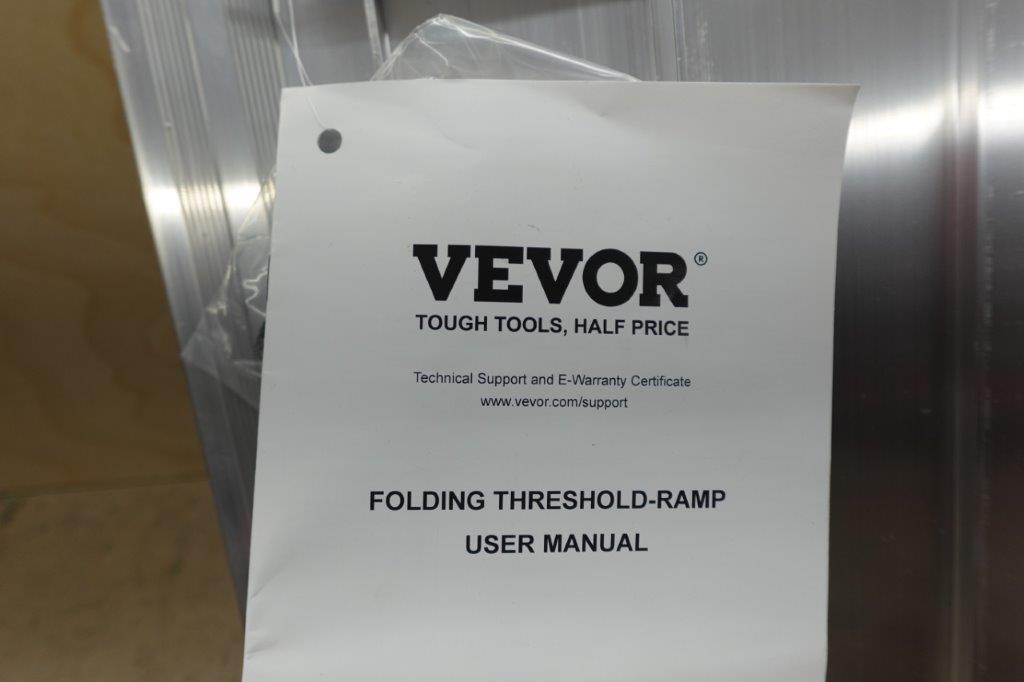 VEVOR®
TOUGH TOOLS, HALF PRICE
Technical Support and E-Warranty Certificate
www.vevor.com/support
FOLDING THRESHOLD-RAMP
USER MANUAL